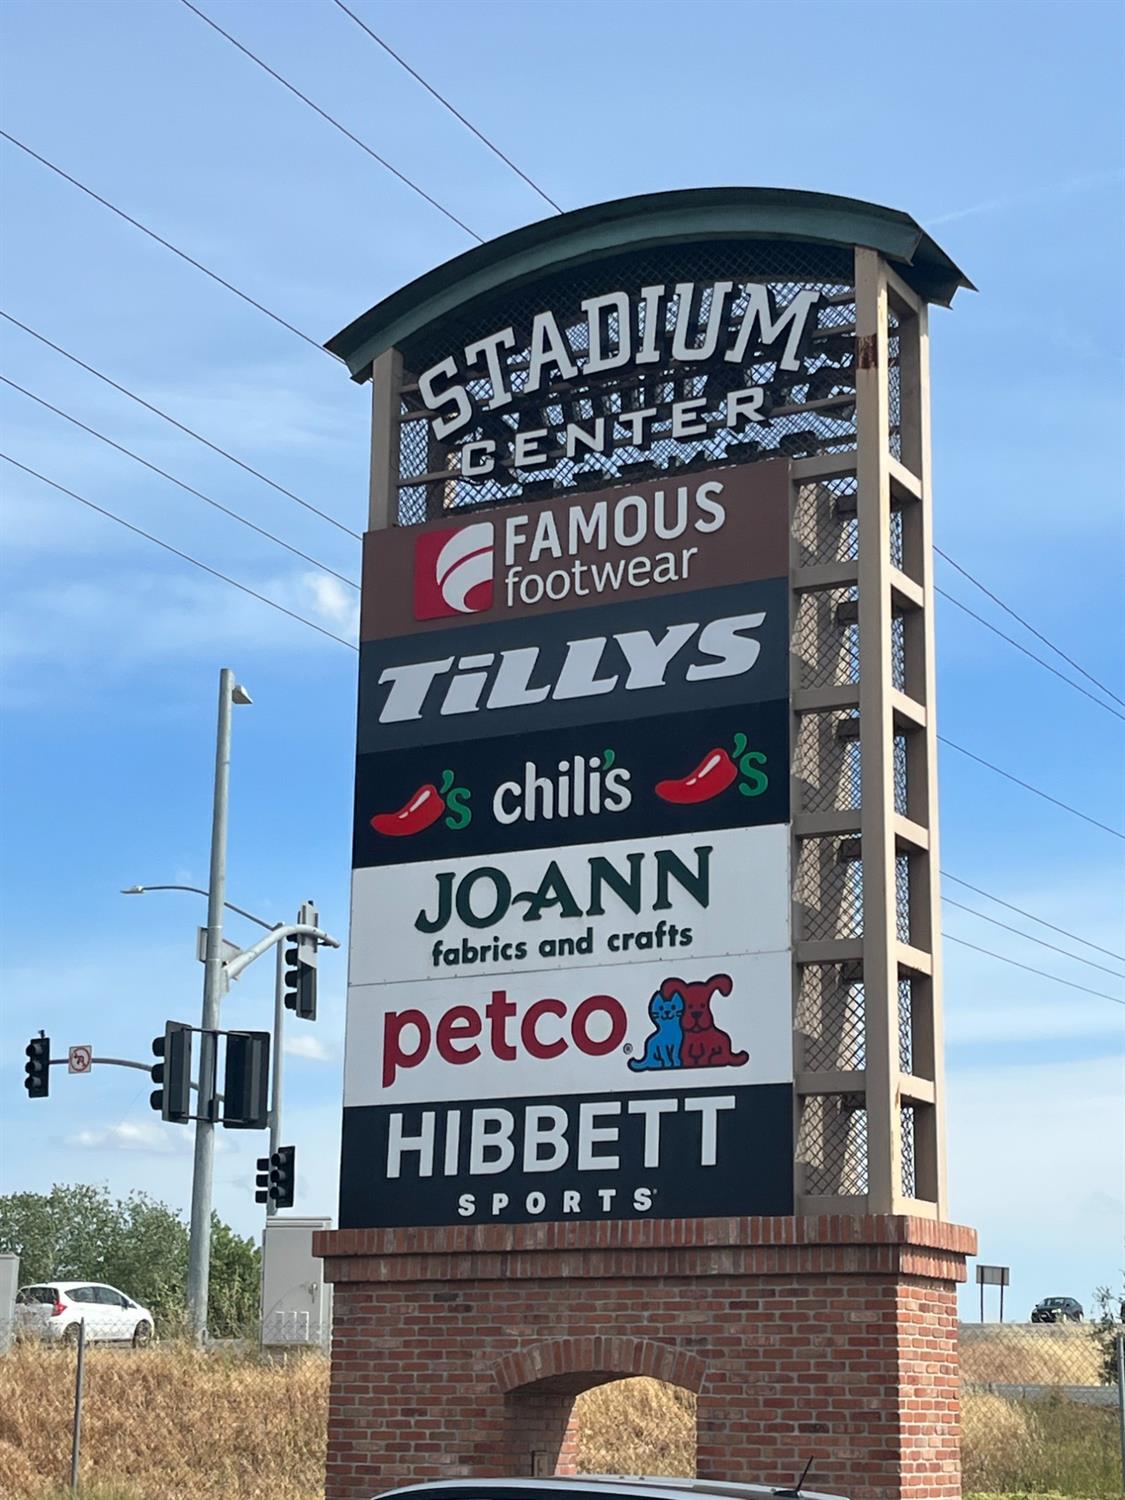 STADIUM
CENTER
FAMOUS
footwear
TiLLYS
's chili's 's
JO-ANN
fabrics and crafts
petco®
HIBBETT
SPORTS